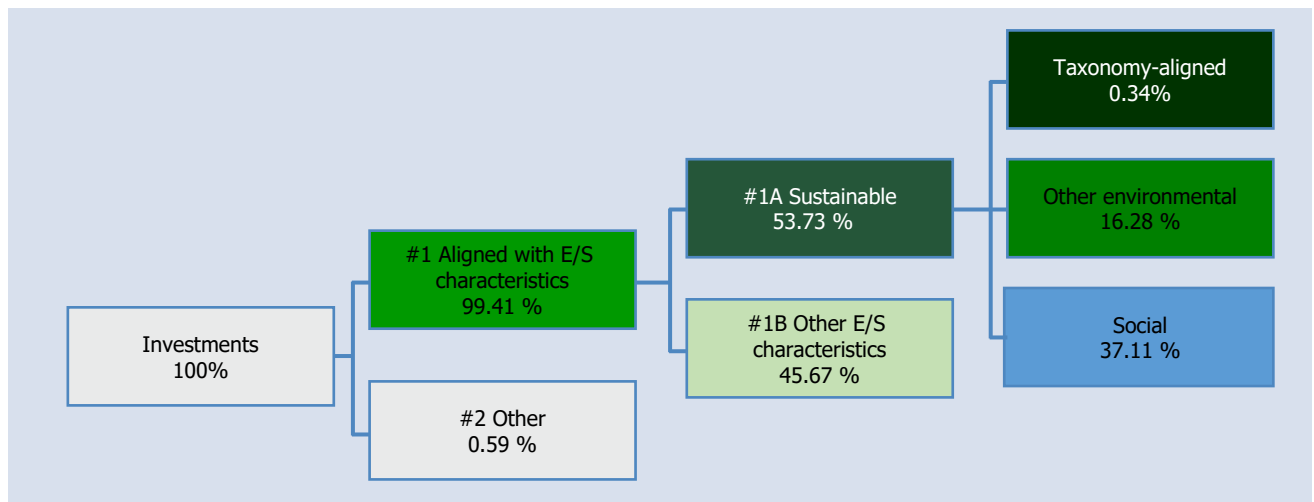 Investments
100%
#1 Aligned with E/S
characteristics
99.41 %
#2 Other
0.59 %
#1A Sustainable
53.73 %
#1B Other E/S
characteristics
45.67 %
Taxonomy-aligned
0.34%
Other environmental
16.28 %
Social
37.11 %